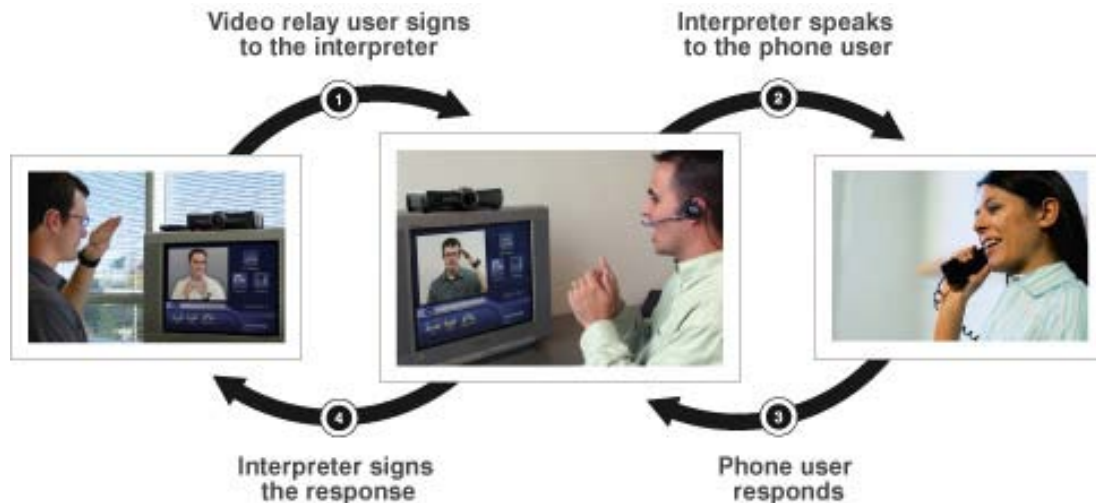 Video relay user signs
to the interpreter
1
Interpreter speaks
to the phone user
2
3
Phone user
responds
4
Interpreter signs
the response